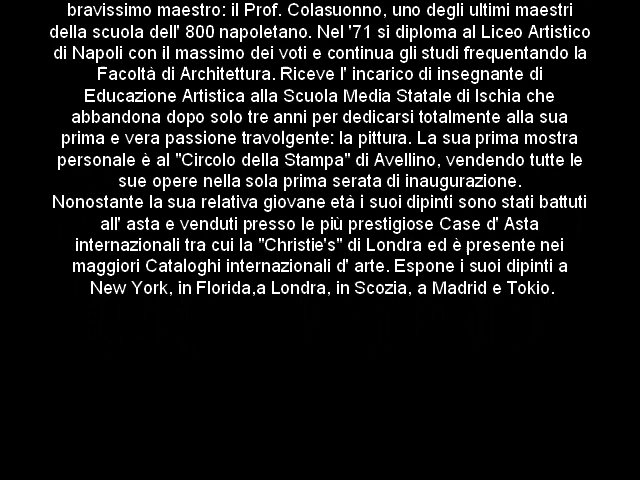 bravissimo maestro: il Prof. Colasuonno, uno degli ultimi maestri
della scuola dell' 800 napoletano. Nel '71 si diploma al Liceo Artistico
di Napoli con il massimo dei voti e continua gli studi frequentando la
Facoltà di Architettura. Riceve l' incarico di insegnante di
Educazione Artistica alla Scuola Media Statale di Ischia che
abbandona dopo solo tre anni per dedicarsi totalmente alla sua
prima e vera passione travolgente: la pittura. La sua prima mostra
personale è al "Circolo della Stampa" di Avellino, vendendo tutte le
sue opere nella sola prima serata di inaugurazione.
Nonostante la sua relativa giovane età i suoi dipinti sono stati battuti
all' asta e venduti presso le più prestigiose Case d' Asta
internazionali tra cui la "Christie's" di Londra ed è presente nei
maggiori Cataloghi internazionali d' arte. Espone i suoi dipinti a
New York, in Florida,a Londra, in Scozia, a Madrid e Tokio.